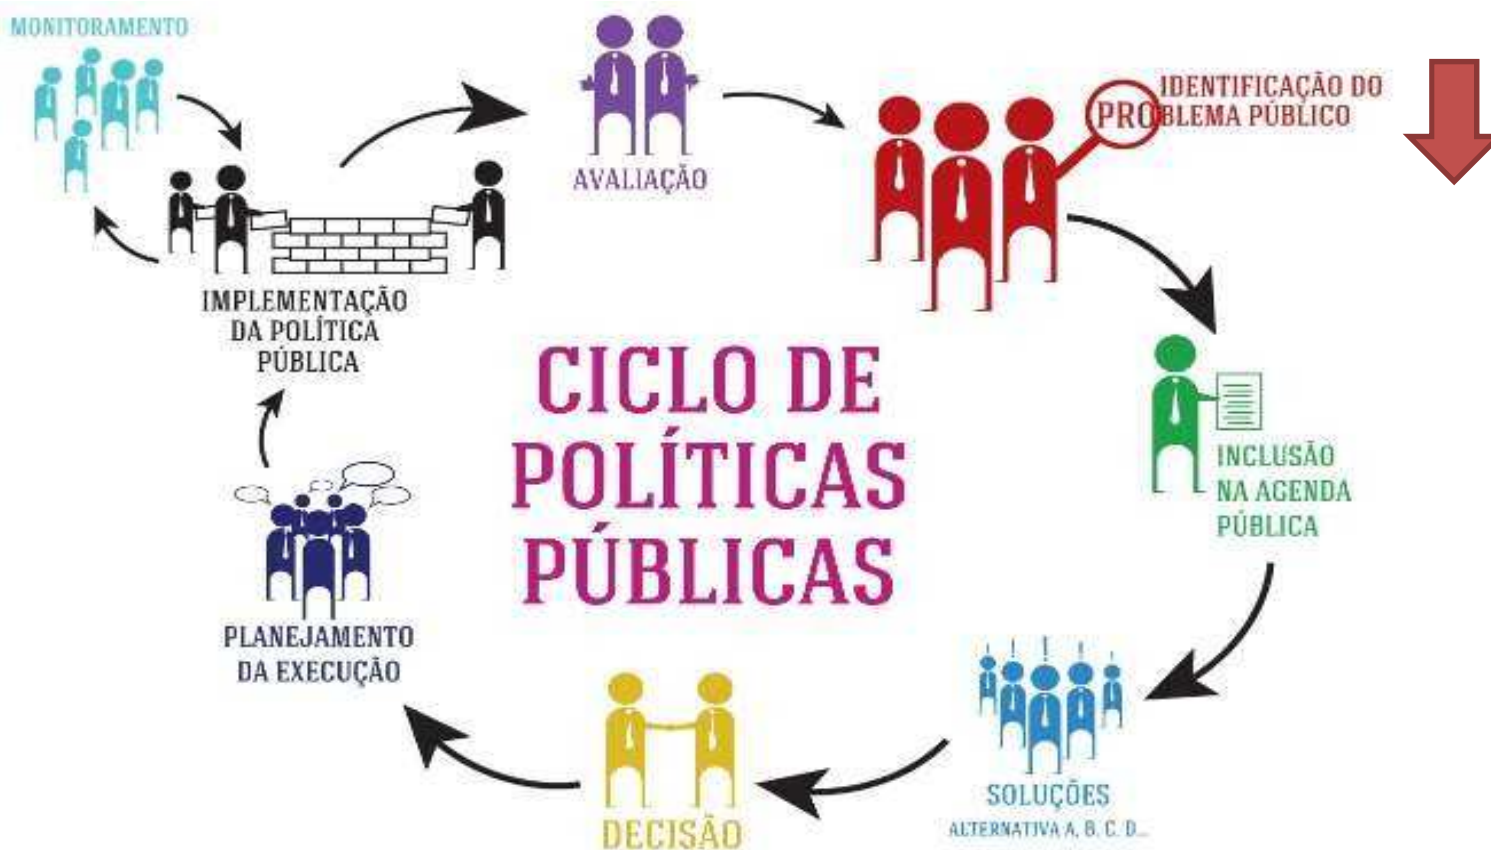 MONITORAMENTO
AVALIAÇÃO
IDENTIFICAÇÃO DO
PROBLEMA PÚBLICO
IMPLEMENTAÇÃO
DA POLÍTICA
PÚBLICA
CICLO DE
POLÍTICAS
PÚBLICAS
INCLUSÃO
NA AGENDA
PÚBLICA
PLANEJAMENTO
DA EXECUÇÃO
DECISÃO
SOLUÇÕES
ALTERNATIVA A, B, C, D...